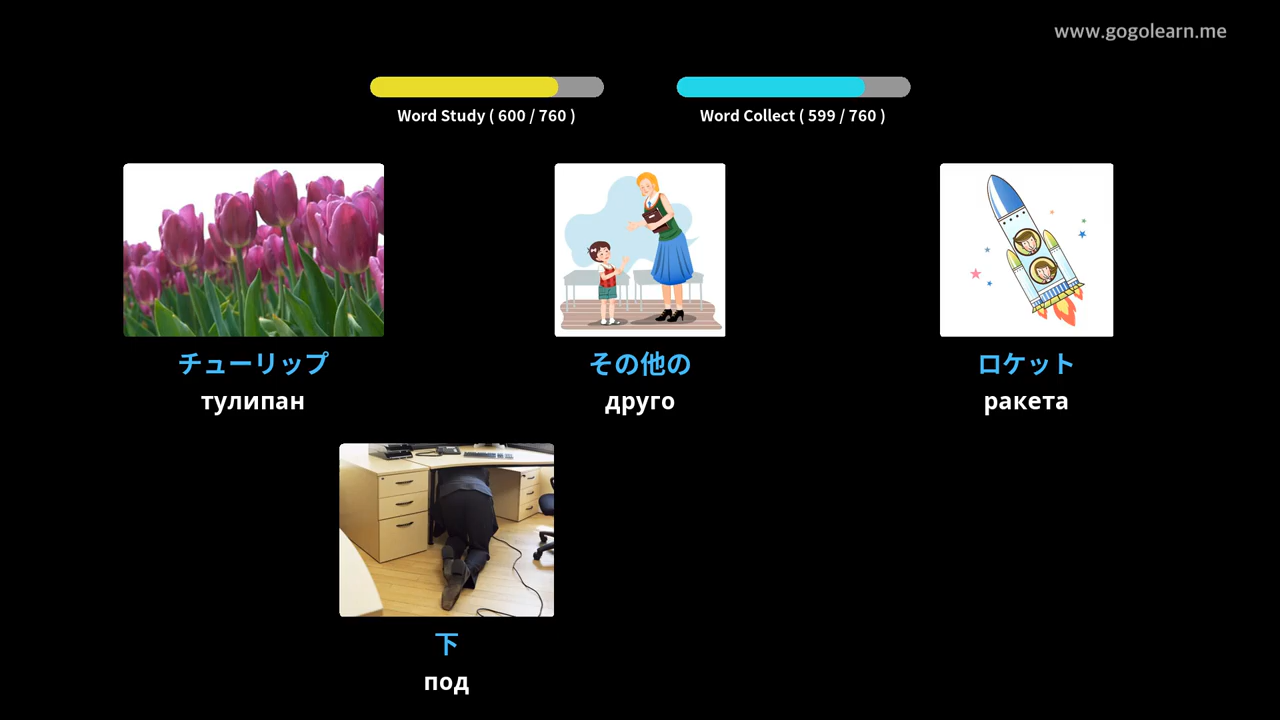 www.gogolearn.me
Word Study ( 600 / 760 )
Word Collect ( 599 / 760 )
チューリップ
тулипан
その他の
друго
ロケット
ракета
下
под